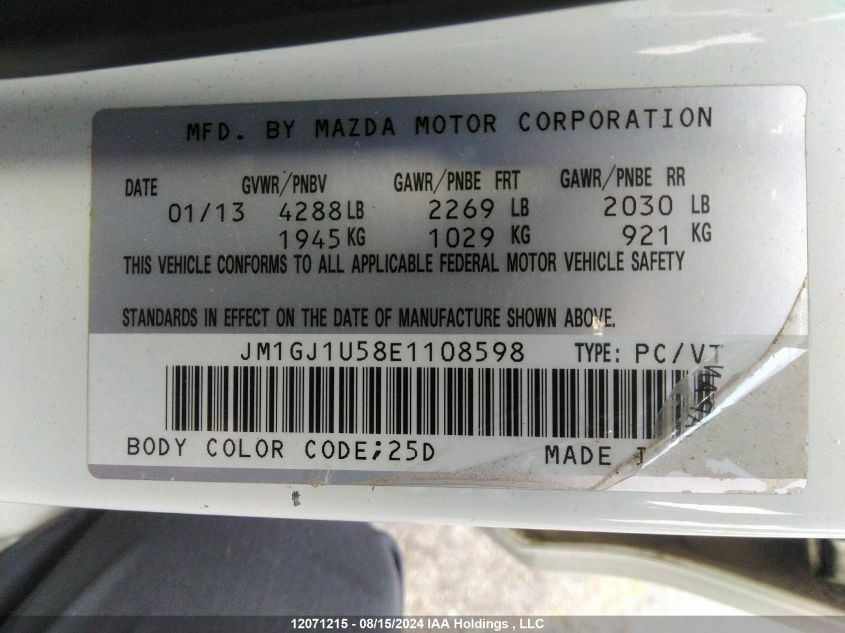 MFD. BY MAZDA MOTOR CORPORATION
DATE GVWR/PNBV GAWR/PNBE FRT GAWR/PNBE RR
01/13 4288 LB 2269 LB 2030 LB
1945 KG 1029 KG 921 KG
THIS VEHICLE CONFORMS TO ALL APPLICABLE FEDERAL MOTOR VEHICLE SAFETY
STANDARDS IN EFFECT ON THE DATE OF MANUFACTURE SHOWN ABOVE.
JM1GJ1U58E1108598 TYPE: PC/VT
BODY COLOR CODE;25D MADE I
12071215 - 08/15/2024 IAA Holdings , LLC